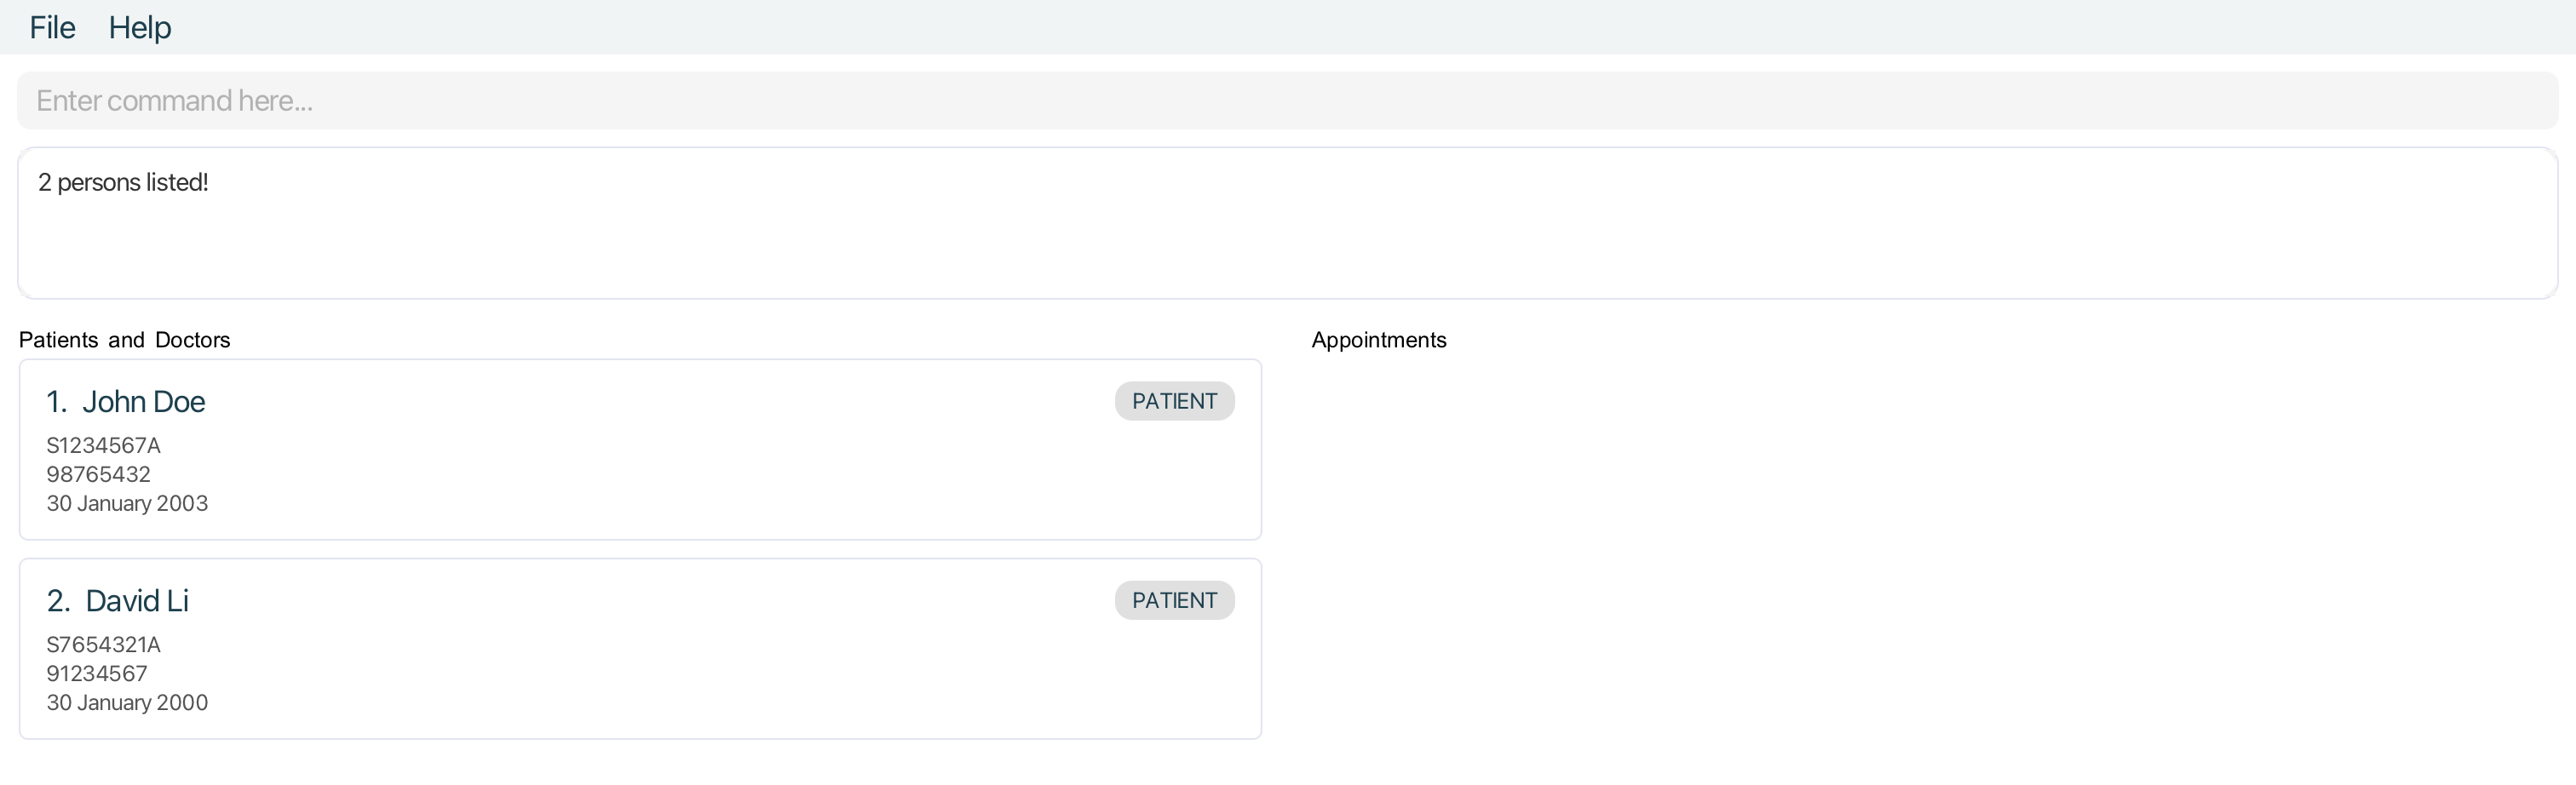 File Help
Enter command here...
2 persons listed!
Patients and Doctors
1. John Doe
PATIENT
S1234567A
98765432
30 January 2003
2. David Li
PATIENT
S7654321A
91234567
30 January 2000
Appointments